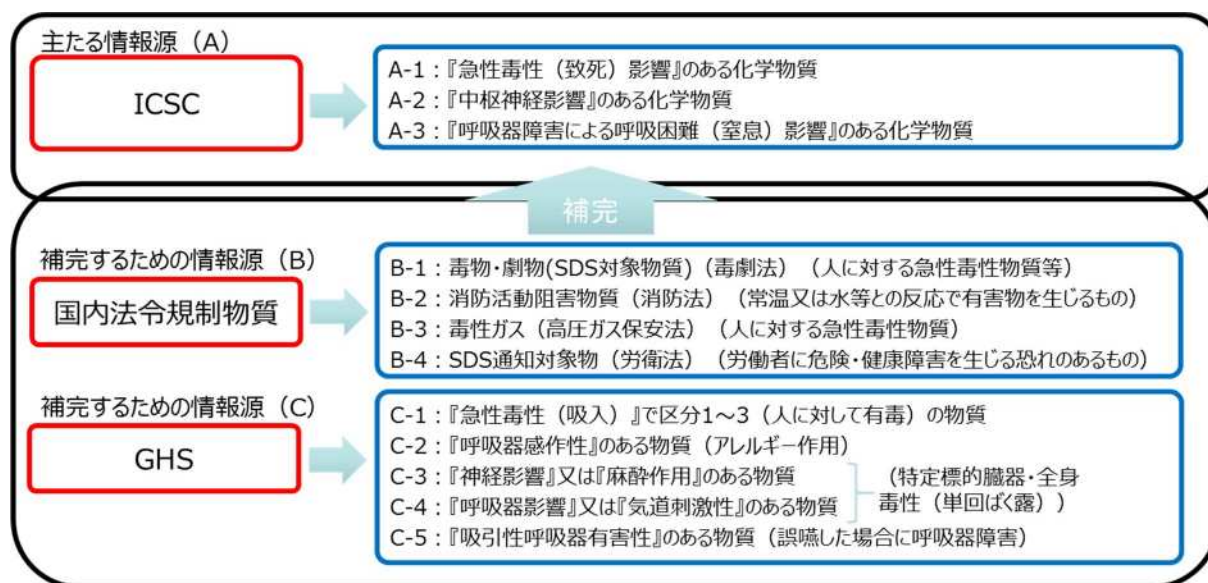 主たる情報源（A）
ICSC
A-1：『急性毒性（致死）影響』のある化学物質
A-2：『中枢神経影響』のある化学物質
A-3：『呼吸器障害による呼吸困難（窒息）影響』のある化学物質
補完
補完するための情報源（B）
国内法令規制物質
B-1：毒物・劇物(SDS対象物質)（毒劇法）（人に対する急性毒性物質等）
B-2：消防活動阻害物質（消防法）（常温又は水等との反応で有害物を生じるもの）
B-3：毒性ガス（高圧ガス保安法）（人に対する急性毒性物質）
B-4：SDS通知対象物（労衛法）（労働者に危険・健康障害を生じる恐れのあるもの）
補完するための情報源（C）
GHS
C-1：『急性毒性（吸入）』で区分1～3（人に対して有毒）の物質
C-2：『呼吸器感作性』のある物質（アレルギー作用）
C-3：『神経影響』又は『麻酔作用』のある物質
C-4：『呼吸器影響』又は『気道刺激性』のある物質
（特定標的臓器・全身
毒性（単回ばく露））
C-5：『吸引性呼吸器有害性』のある物質（誤嚥した場合に呼吸器障害）